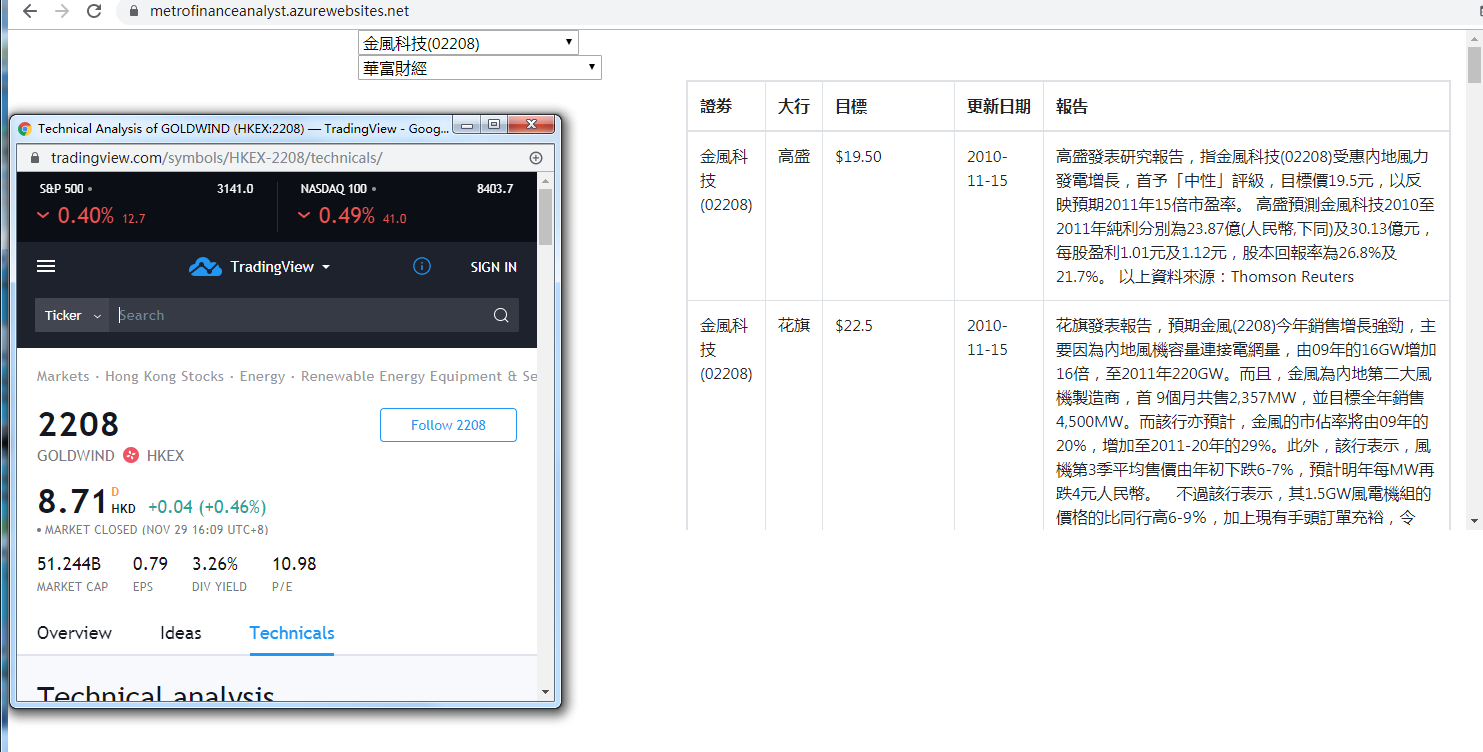 metrofinanceanalyst.azurewebsites.net
金風科技(02208)
華富財經
證券 大行 目標 更新日期 報告
金風科技(02208) 高盛 $19.50 2010-11-15
高盛發表研究報告，指金風科技(02208)受惠內地風力
發電增長，首予「中性」評級，目標價19.5元，以反
映預期2011年15倍市盈率。 高盛預測金風科技2010至
2011年純利分別為23.87億(人民幣,下同)及30.13億元，
每股盈利1.01元及1.12元，股本回報率為26.8%及
21.7%。 以上資料來源：Thomson Reuters
金風科技(02208) 花旗 $22.5 2010-11-15
花旗發表報告，預期金風(2208)今年銷售增長強勁，主
要因為內地風機容量連接電網量，由09年的16GW增加
16倍，至2011年220GW。而且，金風為內地第二大風
機製造商，首 9個月共售2,357MW，並目標全年銷售
4,500MW。而該行亦預計，金風的市佔率將由09年的
20%，增加至2011-20年的29%。此外，該行表示，風
機第3季平均售價由年初下跌6-7%，預計明年每MW再
跌4元人民幣。 不過該行表示，其1.5GW風電機組的
價格的比同行高6-9%，加上現有手頭訂單充裕，令
Technical Analysis of GOLDWIND (HKEX:2208) — TradingView - Goog...
tradingview.com/symbols/HKEX-2208/technicals/
S&P 500 3141.0 NASDAQ 100 8403.7
0.40% 12.7 0.49% 41.0
TradingView SIGN IN
Ticker Search
Markets · Hong Kong Stocks · Energy · Renewable Energy Equipment & Se
2208 Follow 2208
GOLDWIND HKEX
8.71 D HKD +0.04 (+0.46%)
• MARKET CLOSED (NOV 29 16:09 UTC+8)
51.244B 0.79 3.26% 10.98
MARKET CAP EPS DIV YIELD P/E
Overview Ideas Technicals
Technical analysis